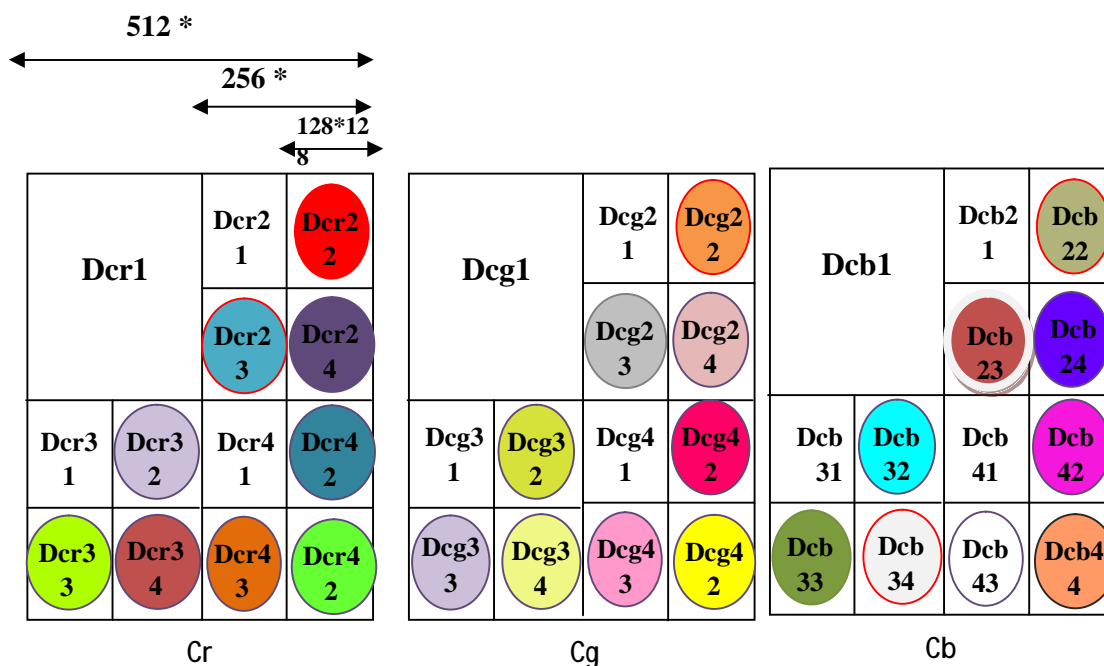 512 *
256 *
128*12
8
Dcr1
Dcr2
1
Dcr2
2
Dcr2
3
Dcr2
4
Dcr3
1
Dcr3
2
Dcr4
1
Dcr4
2
Dcr3
3
Dcr3
4
Dcr4
3
Dcr4
2
Cr
Dcg1
Dcg2
1
Dcg2
2
Dcg2
3
Dcg2
4
Dcg3
1
Dcg3
2
Dcg4
1
Dcg4
2
Dcg3
3
Dcg3
4
Dcg4
3
Dcg4
2
Cg
Dcb1
Dcb2
1
Dcb
22
Dcb
23
Dcb
24
Dcb
31
Dcb
32
Dcb
41
Dcb
42
Dcb
33
Dcb
34
Dcb
43
Dcb4
4
Cb